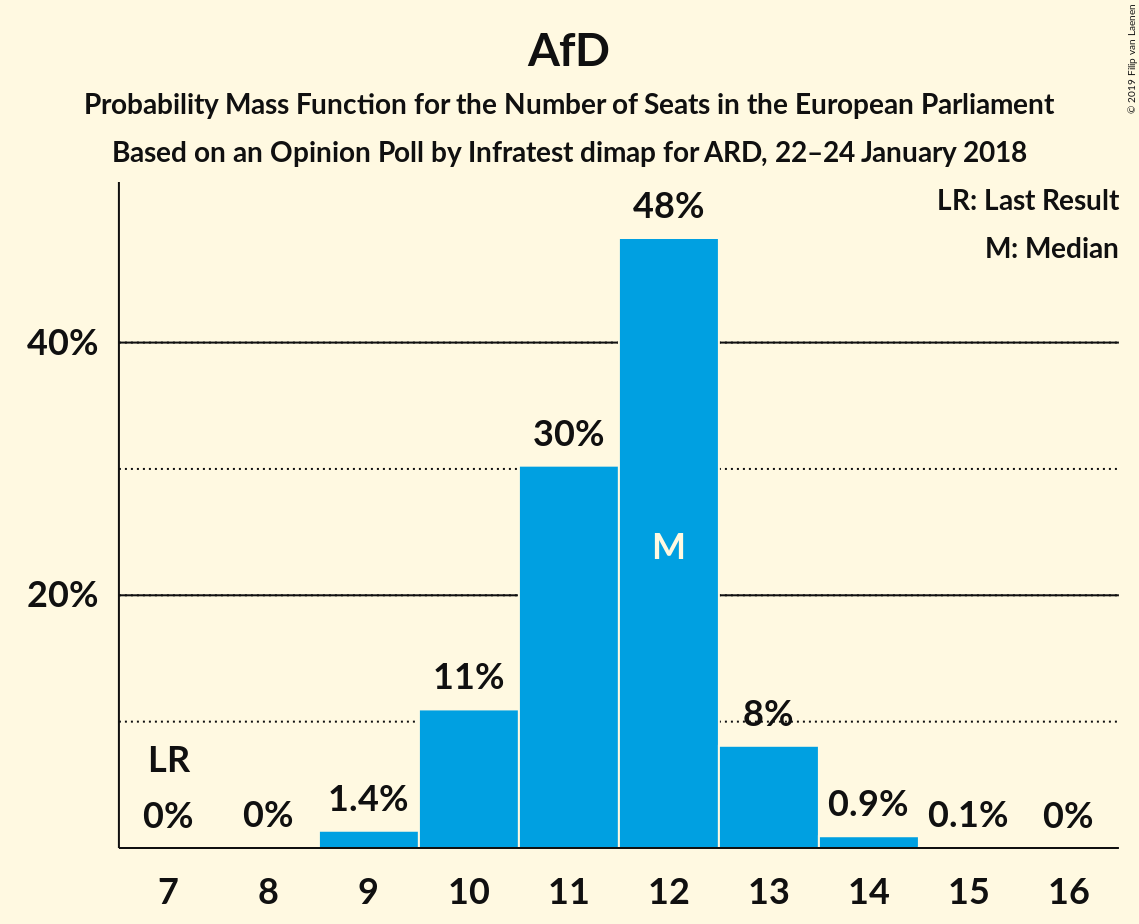 AfD
Probability Mass Function for the Number of Seats in the European Parliament
Based on an Opinion Poll by Infratest dimap for ARD, 22–24 January 2018
© 2019 Filip van Laenen
LR: Last Result
M: Median
48%
40%
30%
M
20%
11%
8%
LR
0%
0%
1.4%
0.9%
0.1%
0%
7 8 9 10 11 12 13 14 15 16